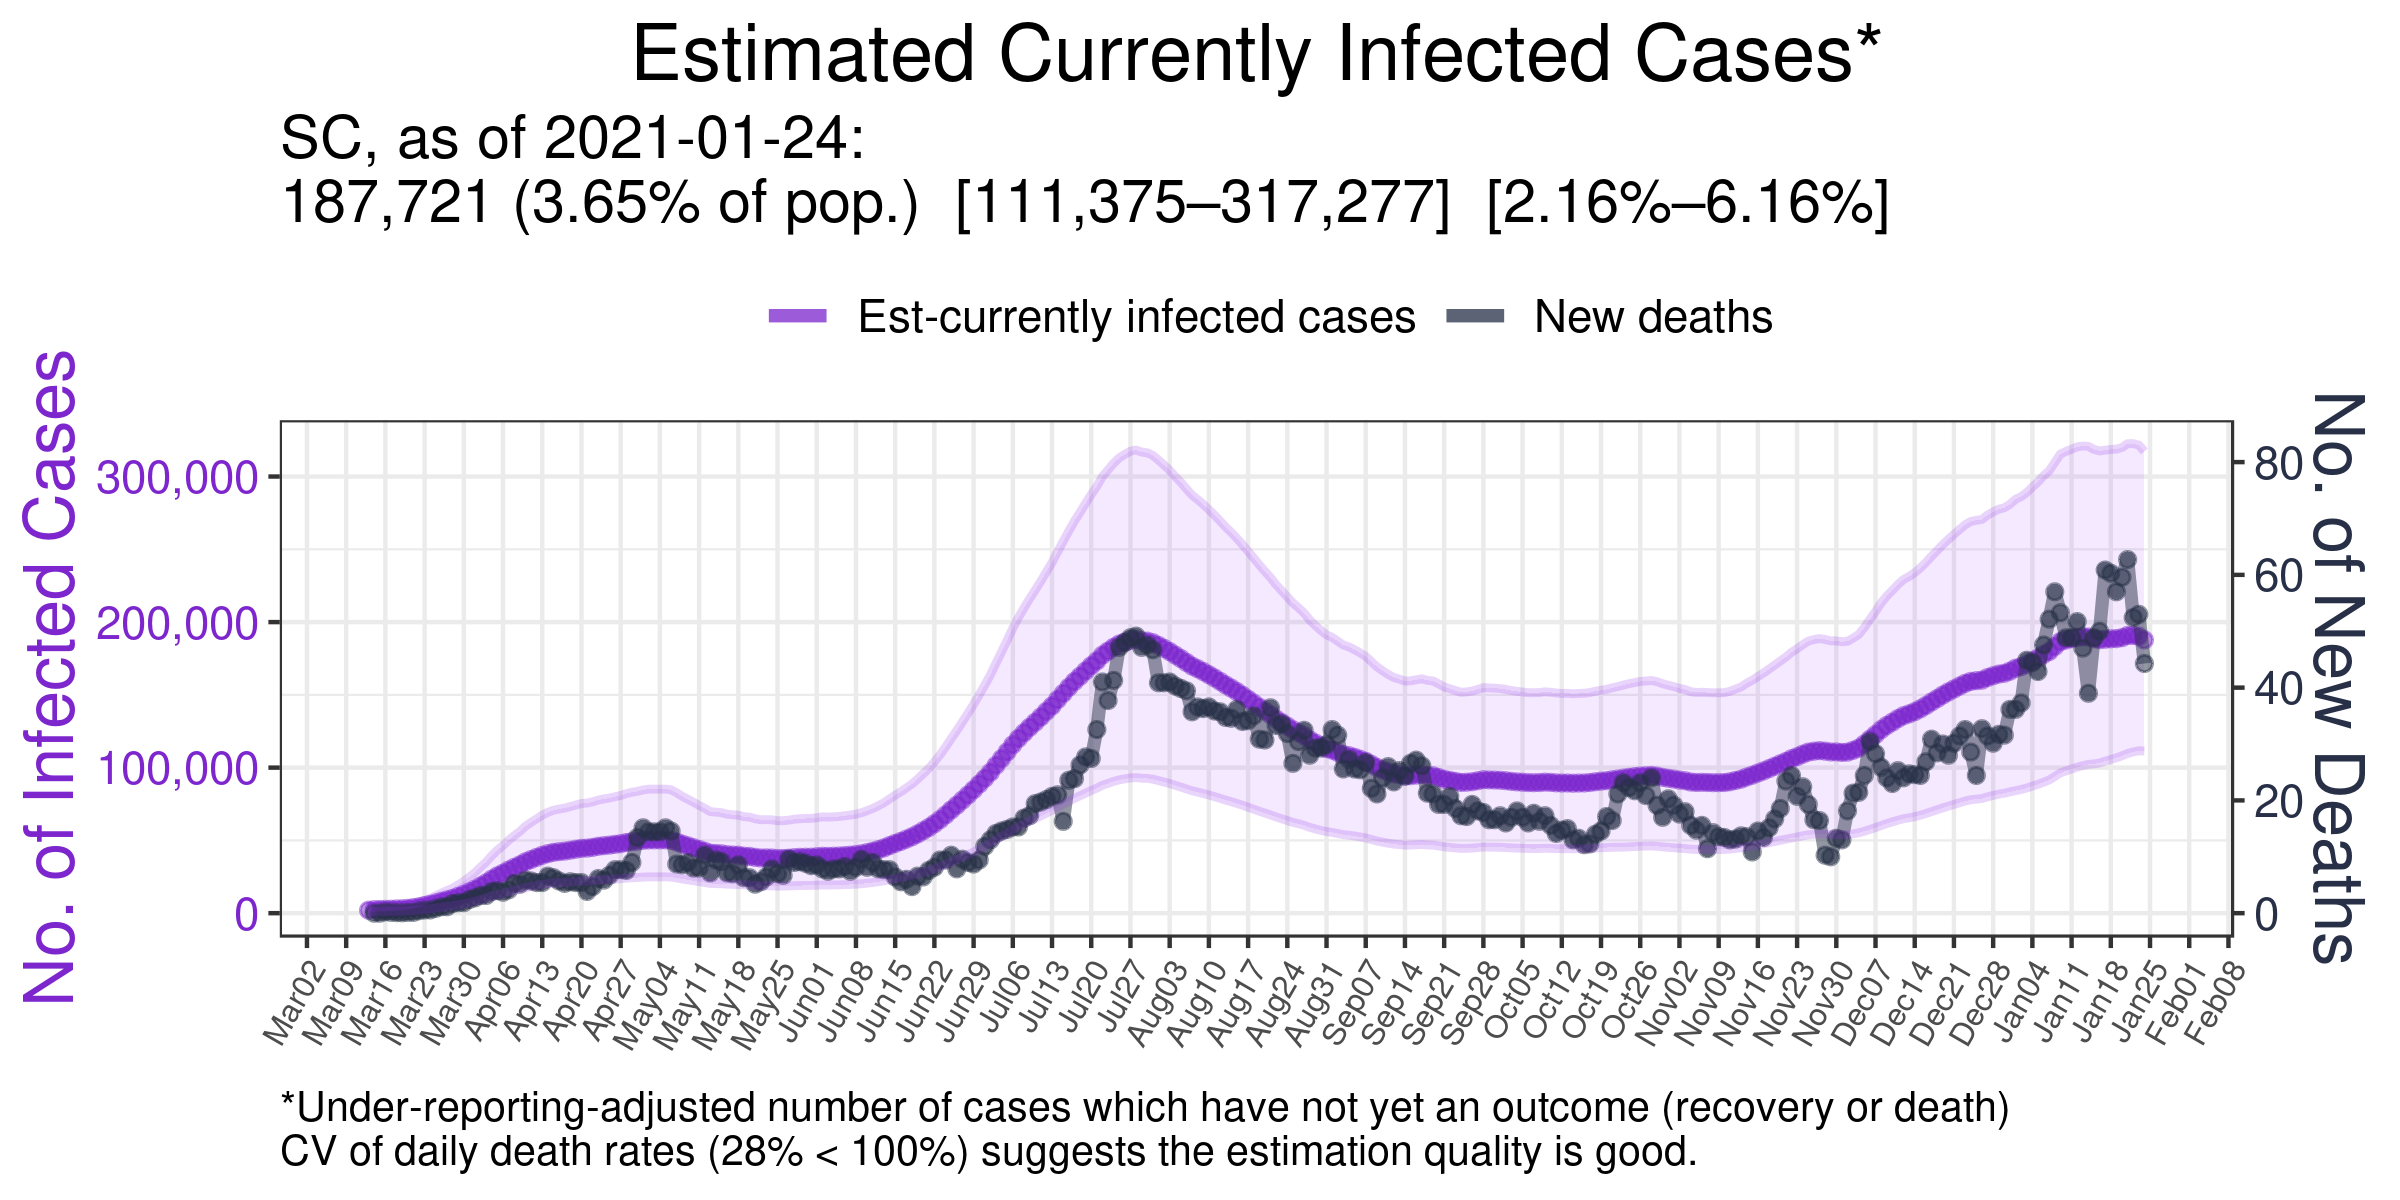 Estimated Currently Infected Cases*
SC, as of 2021-01-24:
187,721 (3.65% of pop.)  [111,375–317,277]  [2.16%–6.16%]
Est-currently infected cases
New deaths
No. of Infected Cases
300,000
200,000
100,000
0
80
60
40
20
0
No. of New Deaths
Mar02
Mar09
Mar16
Mar23
Mar30
Apr06
Apr13
Apr20
Apr27
May04
May11
May18
May25
Jun01
Jun08
Jun15
Jun22
Jun29
Jul06
Jul13
Jul20
Jul27
Aug03
Aug10
Aug17
Aug24
Aug31
Sep07
Sep14
Sep21
Sep28
Oct05
Oct12
Oct19
Oct26
Nov02
Nov09
Nov16
Nov23
Nov30
Dec07
Dec14
Dec21
Dec28
Jan04
Jan11
Jan18
Jan25
Feb01
Feb08
*Under-reporting-adjusted number of cases which have not yet an outcome (recovery or death)
CV of daily death rates (28% < 100%) suggests the estimation quality is good.